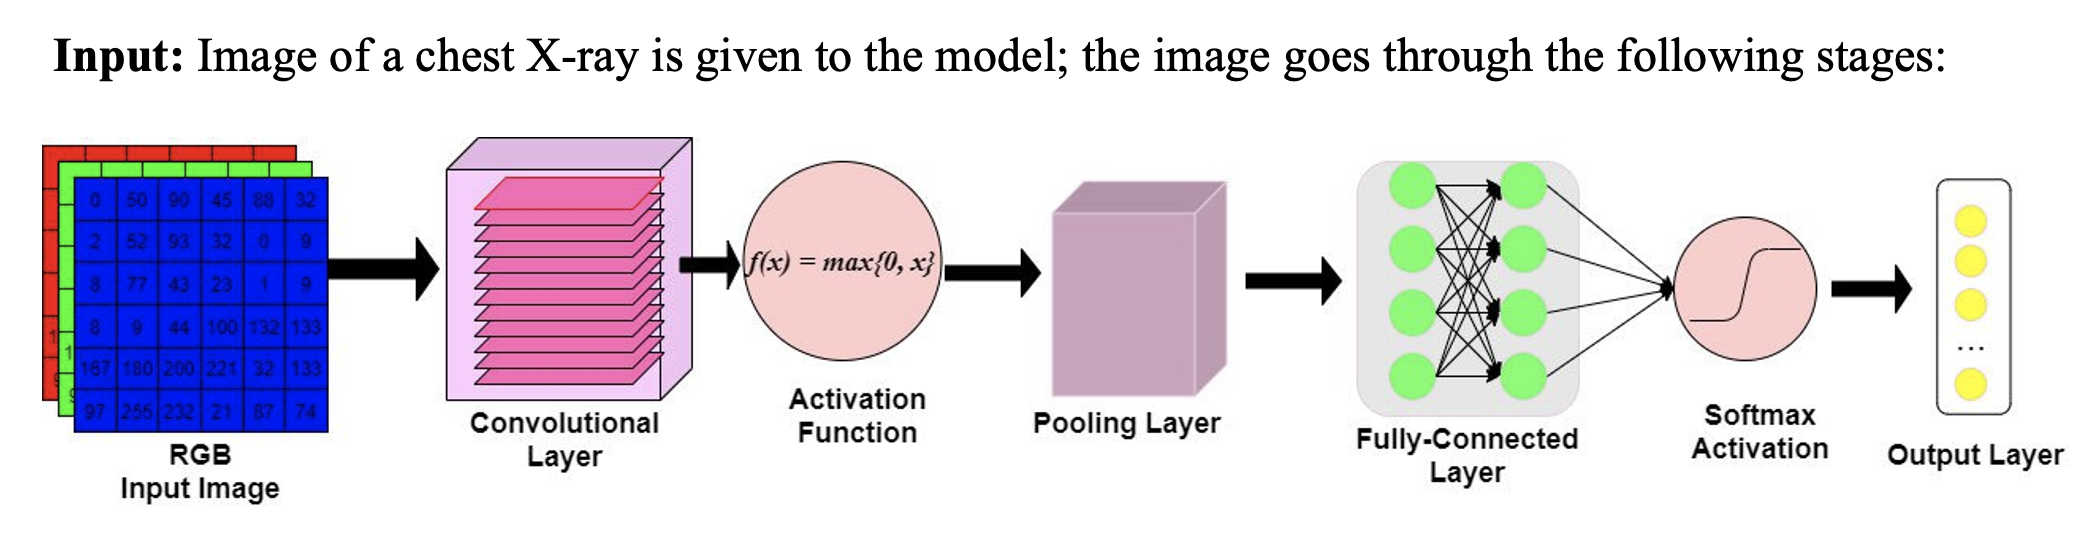 Input: Image of a chest X-ray is given to the model; the image goes through the following stages:
0 50 90 45 88 32
2 52 93 32 0 9
8 77 43 23 1 9
8 9 44 100 132 133
167 180 200 221 32 133
97 255 232 21 87 74
RGB
Input Image
Convolutional
Layer
f(x) = max{0, x}
Activation
Function
Pooling Layer
Fully-Connected
Layer
Softmax
Activation
...
Output Layer